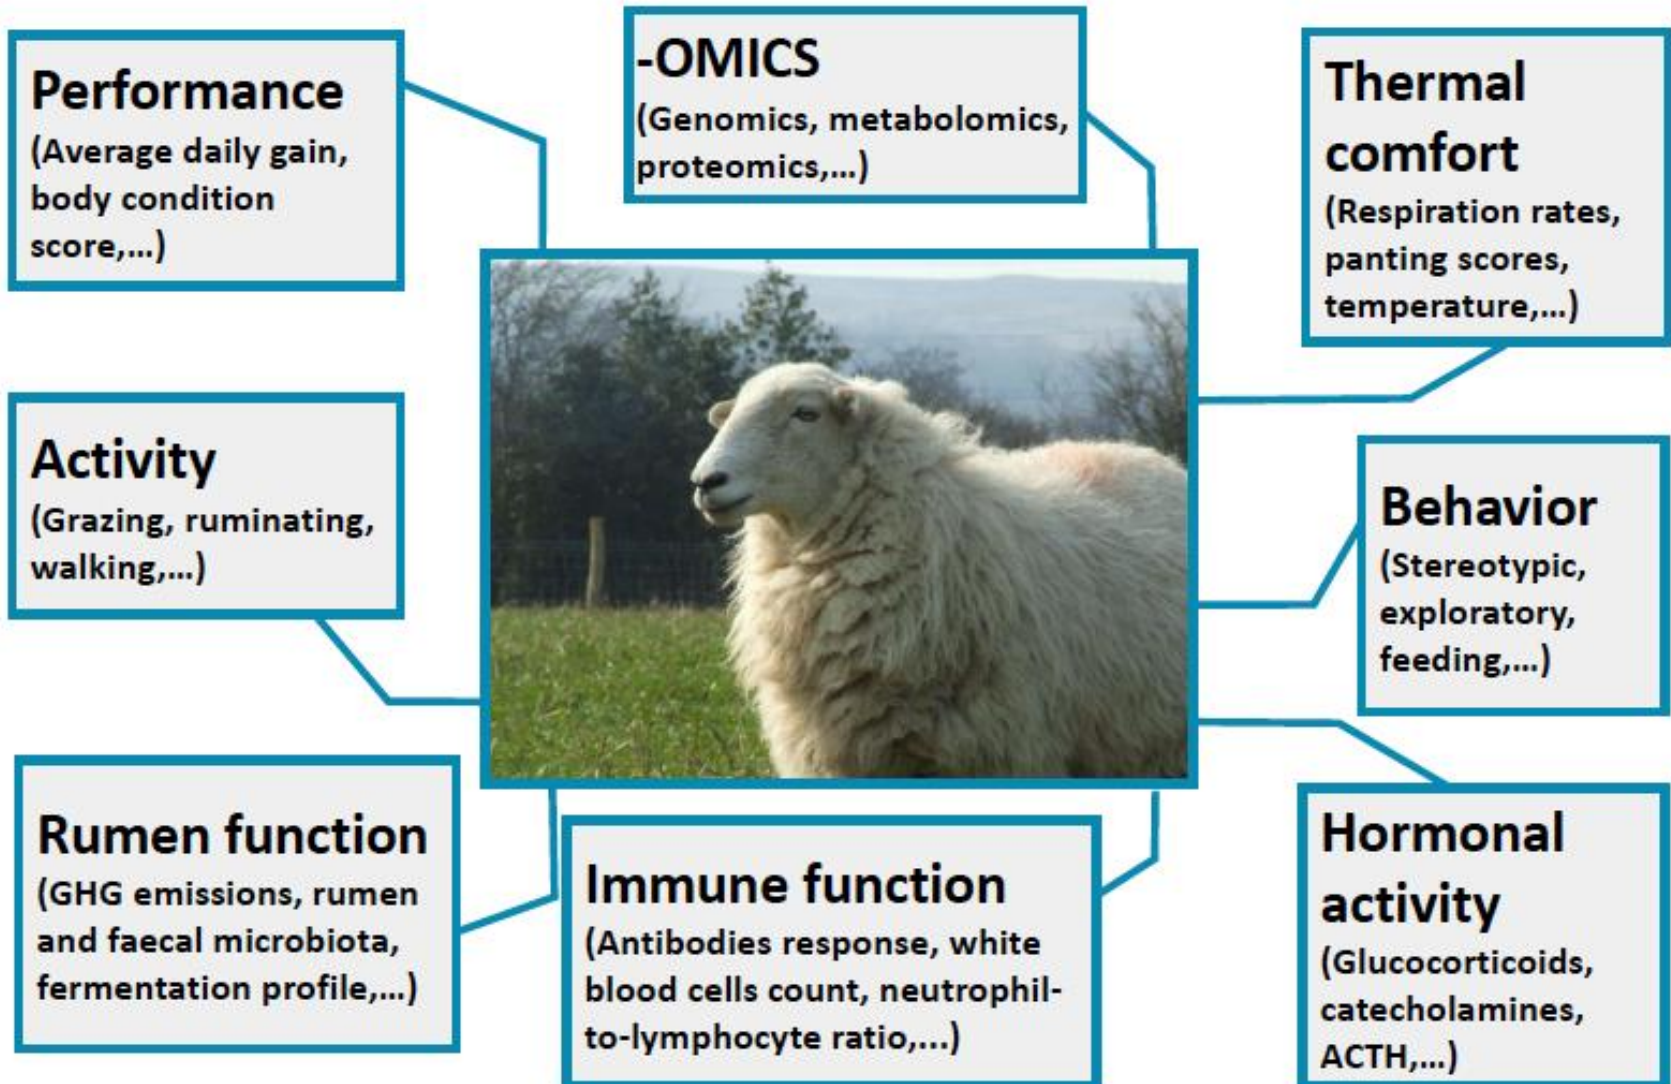 Performance
(Average daily gain,
body condition
score,...)
-OMICS
(Genomics, metabolomics,
proteomics,...)
Thermal
comfort
(Respiration rates,
panting scores,
temperature,...)
Activity
(Grazing, ruminating,
walking,...)
Behavior
(Stereotypic,
exploratory,
feeding,...)
Rumen function
(GHG emissions, rumen
and faecal microbiota,
fermentation profile,...)
Immune function
(Antibodies response, white
blood cells count, neutrophil-
to-lymphocyte ratio,...)
Hormonal
activity
(Glucocorticoids,
catecholamines,
ACTH,...)